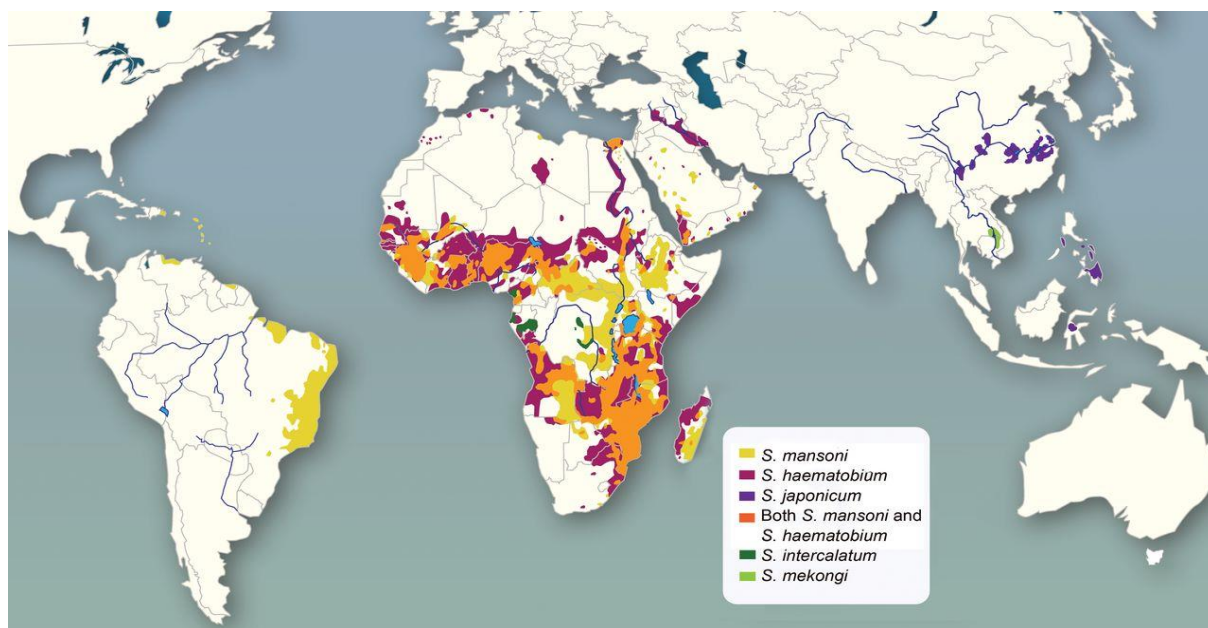 S. mansoni
S. haematobium
S. japonicum
Both S. mansoni and
S. haematobium
S. intercalatum
S. mekongi